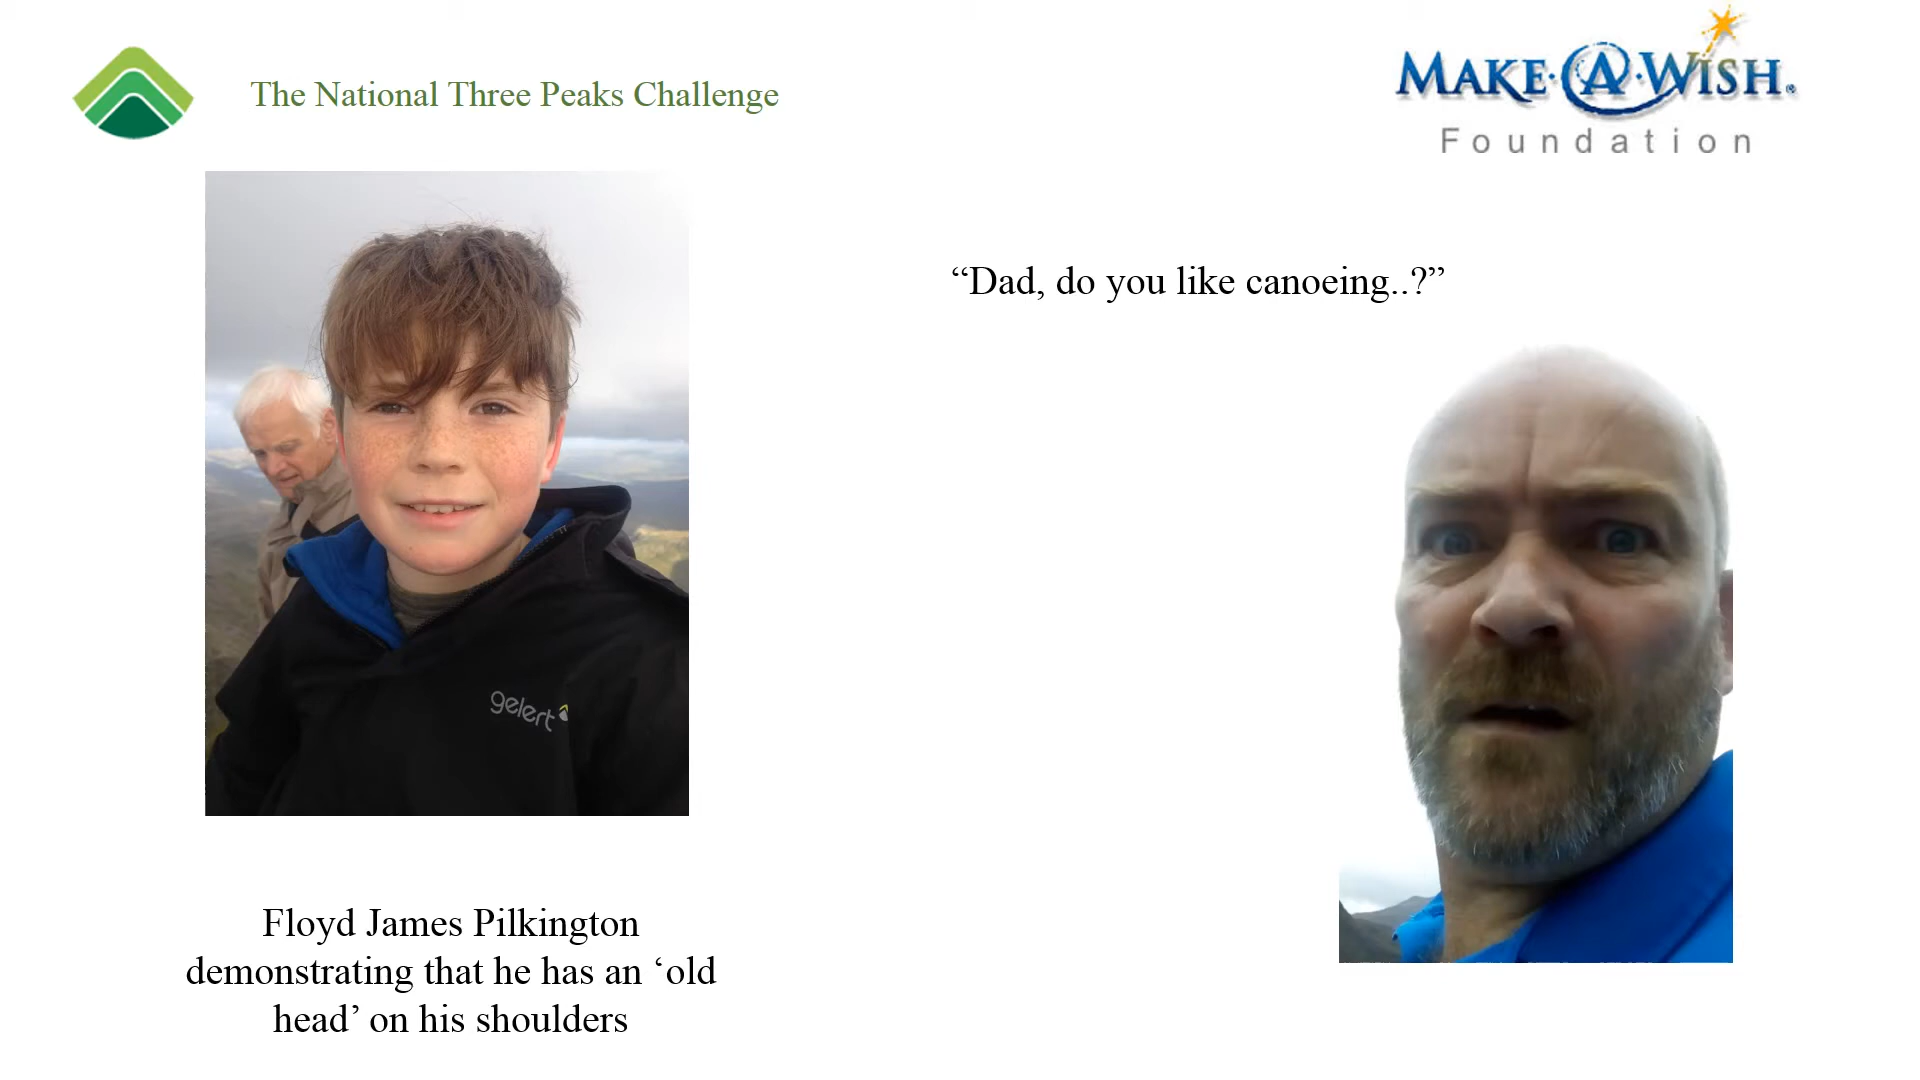 The National Three Peaks Challenge
MAKE·A·WISH®
Foundation
“Dad, do you like canoeing..?”
gelert
Floyd James Pilkington
demonstrating that he has an ‘old
head’ on his shoulders